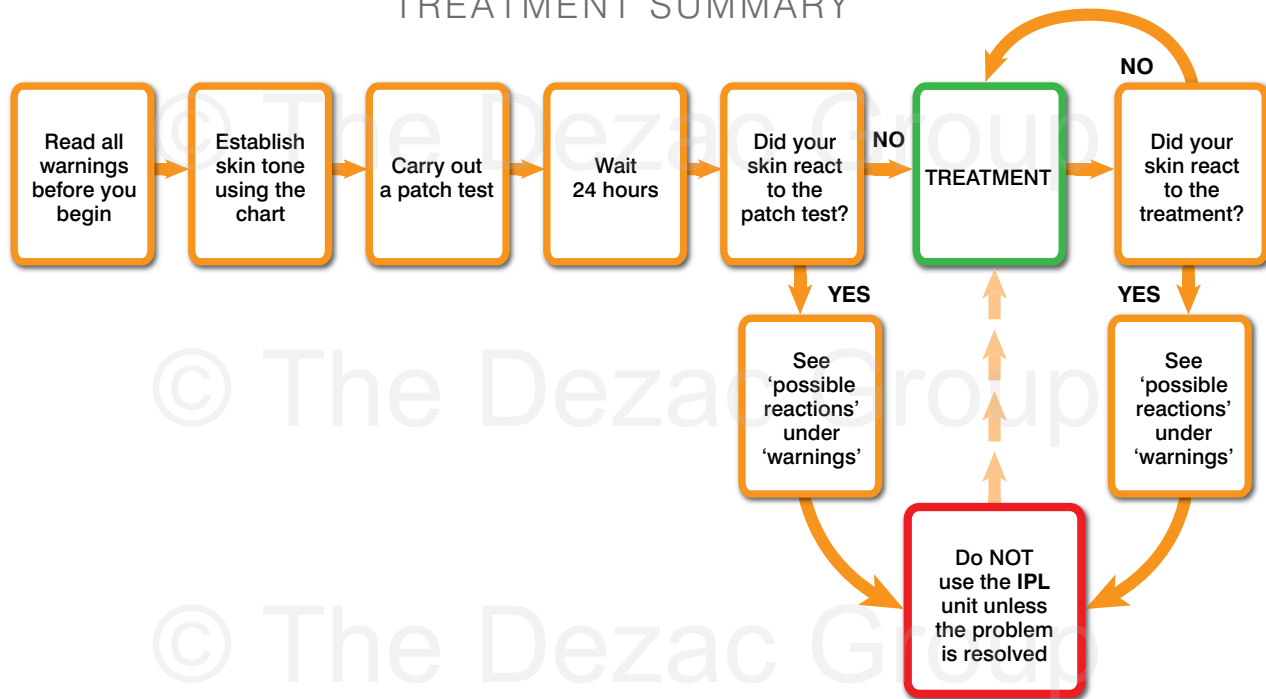 TREATMENT SUMMARY
Read all
warnings
before you
begin
Establish
skin tone
using the
chart
Carry out
a patch test
Wait
24 hours
Did your
skin react
to the
patch test?
NO
TREATMENT
NO
Did your
skin react
to the
treatment?
YES
See
‘possible
reactions’
under
‘warnings’
YES
See
‘possible
reactions’
under
‘warnings’
Do NOT
use the IPL
unit unless
the problem
is resolved
© The Dezac Group
© The Dezac Group
© The Dezac Group